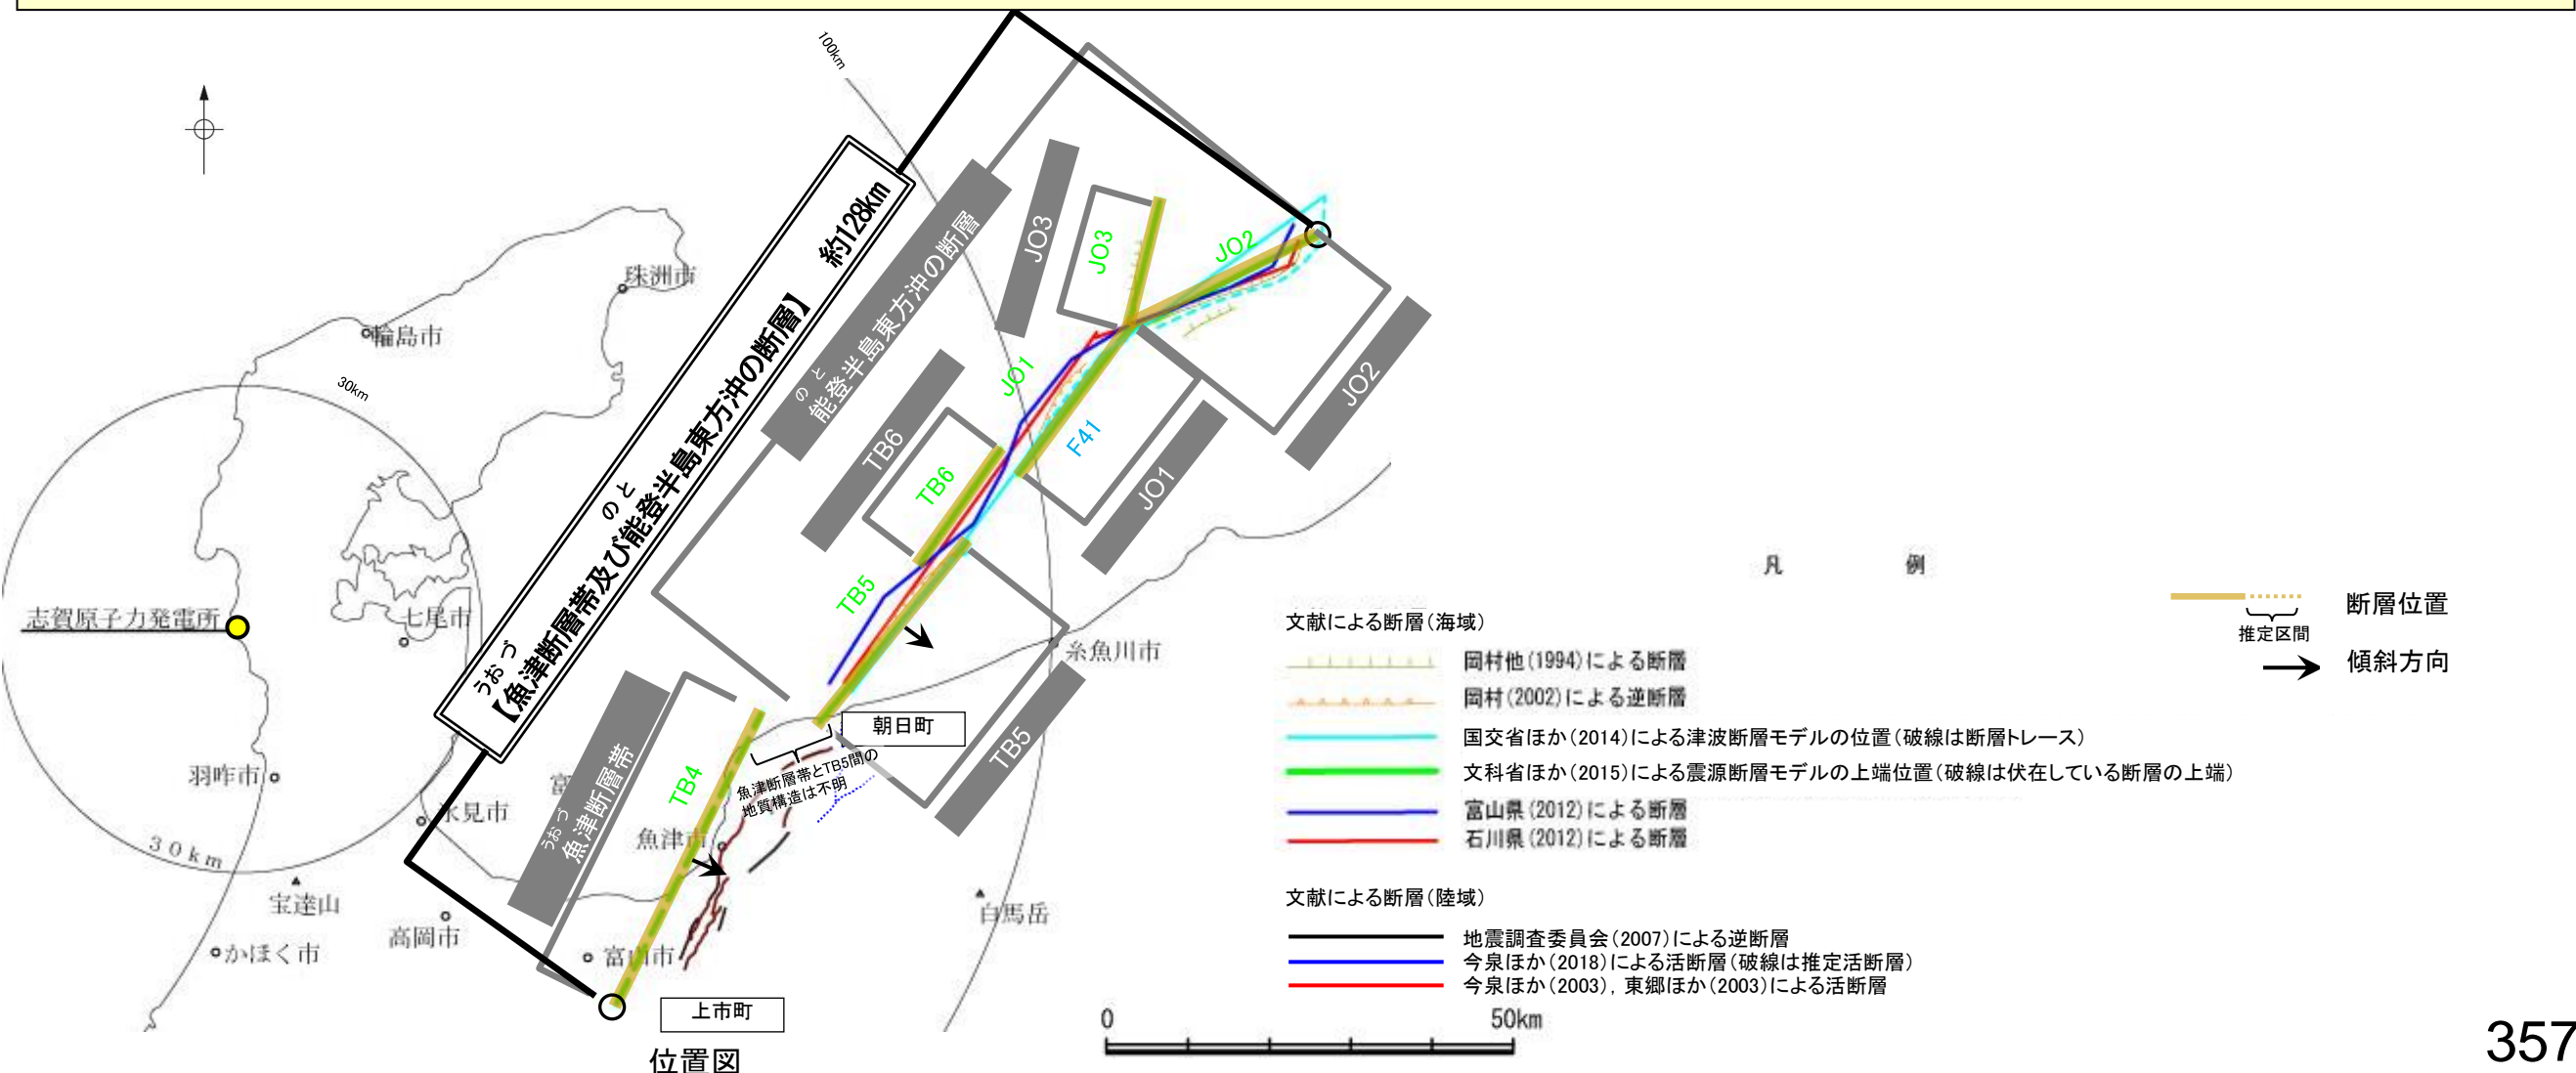 100km
珠洲市
輪島市
30km
【魚津断層帯及び能登半島東方沖の断層】 約128km
うおづ
のと
能登半島東方沖の断層
のと
JO3
JO3
JO2
JO2
JO1
F41
JO1
TB6
TB6
TB5
TB5
志賀原子力発電所
七尾市
糸魚川市
朝日町
魚津断層帯とTB5間の
地質構造は不明
TB4
魚津断層帯
うおづ
羽咋市
氷見市
富
魚津市
30km
宝達山
高岡市
かほく市
富山市
白馬岳
上市町
位置図
凡 例
文献による断層(海域)
岡村他(1994)による断層
岡村(2002)による逆断層
国交省ほか(2014)による津波断層モデルの位置(破線は断層トレース)
文科省ほか(2015)による震源断層モデルの上端位置(破線は伏在している断層の上端)
富山県(2012)による断層
石川県(2012)による断層
文献による断層(陸域)
地震調査委員会(2007)による逆断層
今泉ほか(2018)による活断層(破線は推定活断層)
今泉ほか(2003),東郷ほか(2003)による活断層
断層位置
推定区間
傾斜方向
0 50km
357